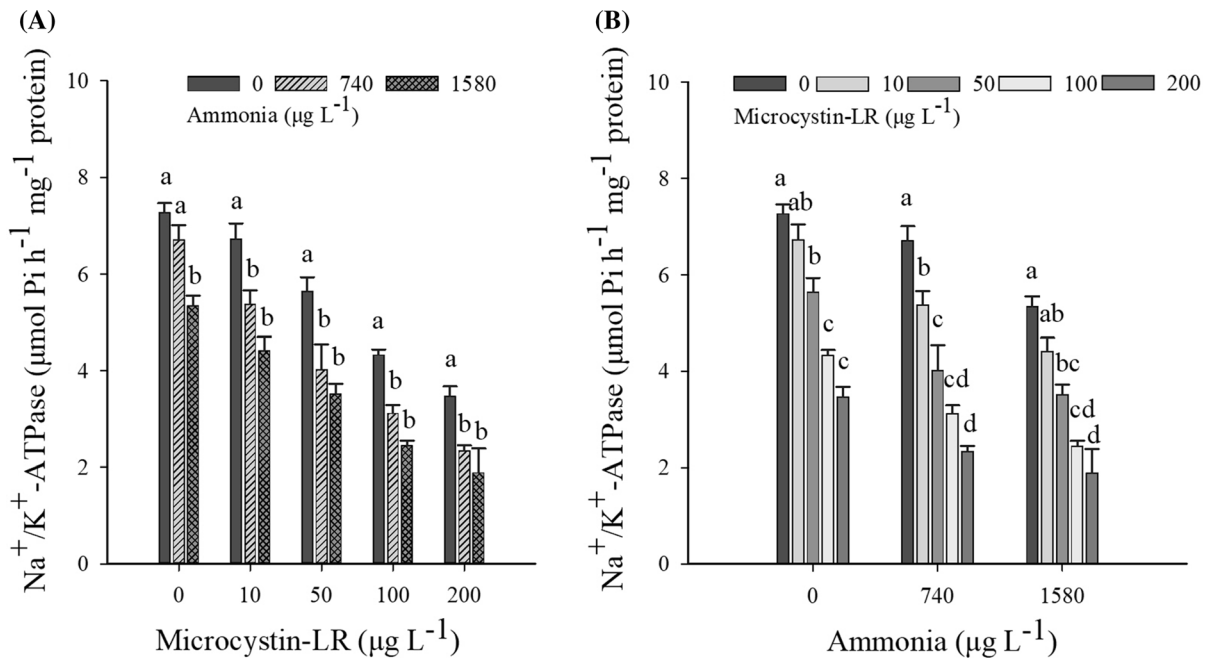 (A)
Na+/K+-ATPase (µmol Pi h-1 mg-1 protein)
10
8
6
4
2
0
0 740 1580
Ammonia (µg L-1)
a a b
a b b
a b b
a b b
a b b
0 10 50 100 200
Microcystin-LR (µg L-1)
(B)
Na+/K+-ATPase (µmol Pi h-1 mg-1 protein)
10
8
6
4
2
0
0 10 50 100 200
Microcystin-LR (µg L-1)
a ab b c c
a b c cd d
a ab bc cd d
0 740 1580
Ammonia (µg L-1)